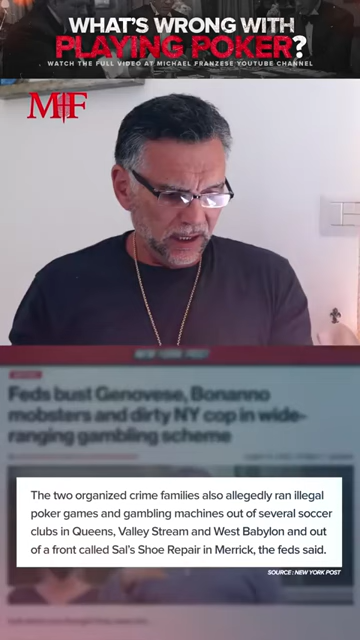 WHAT'S WRONG WITH
PLAYING POKER?
WATCH THE FULL VIDEO AT MICHAEL FRANZESE YOUTUBE CHANNEL
MF
NEW YORK POST
Feds bust Genovese, Bonanno
mobsters and dirty NY cop in wide-
ranging gambling scheme
The two organized crime families also allegedly ran illegal
poker games and gambling machines out of several soccer
clubs in Queens, Valley Stream and West Babylon and out
of a front called Sal's Shoe Repair in Merrick, the feds said.
SOURCE: NEW YORK POST